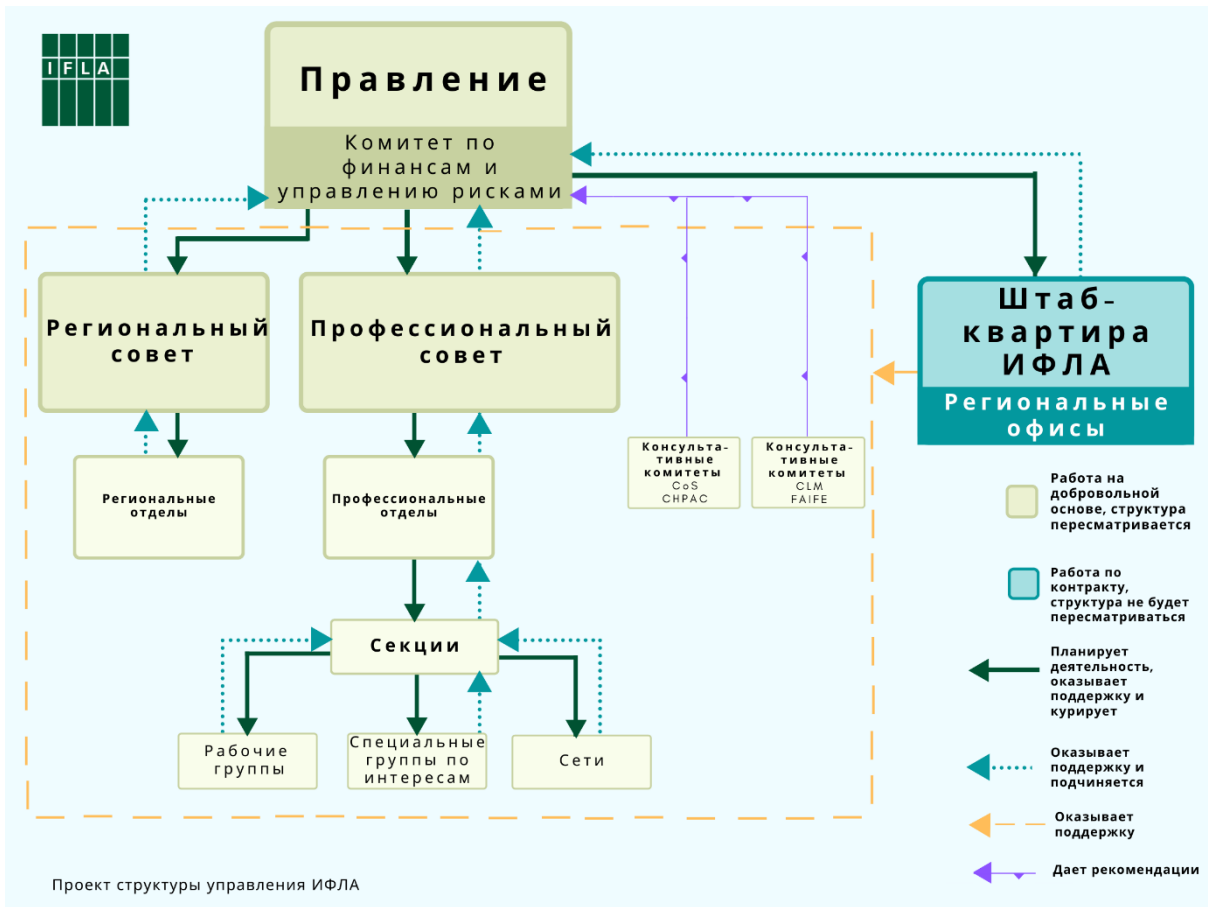 IFLA
Правление
Комитет по
финансам и
управлению рисками
Региональный
совет
Профессиональный
совет
Штаб-
квартира
ИФЛА
Региональные
офисы
Консульта-
тивные
комитеты
CoS
CHPAC
Консульта-
тивные
комитеты
CLM
FAIFE
Региональные
отделы
Профессиональные
отделы
Секции
Рабочие
группы
Специальные
группы по
интересам
Сети
Работа на
добровольной
основе, структура
пересматривается
Работа по
контракту,
структура не будет
пересматриваться
Планирует
деятельность,
оказывает
поддержку и
курирует
Оказывает
поддержку и
подчиняется
Оказывает
поддержку
Дает рекомендации
Проект структуры управления ИФЛА